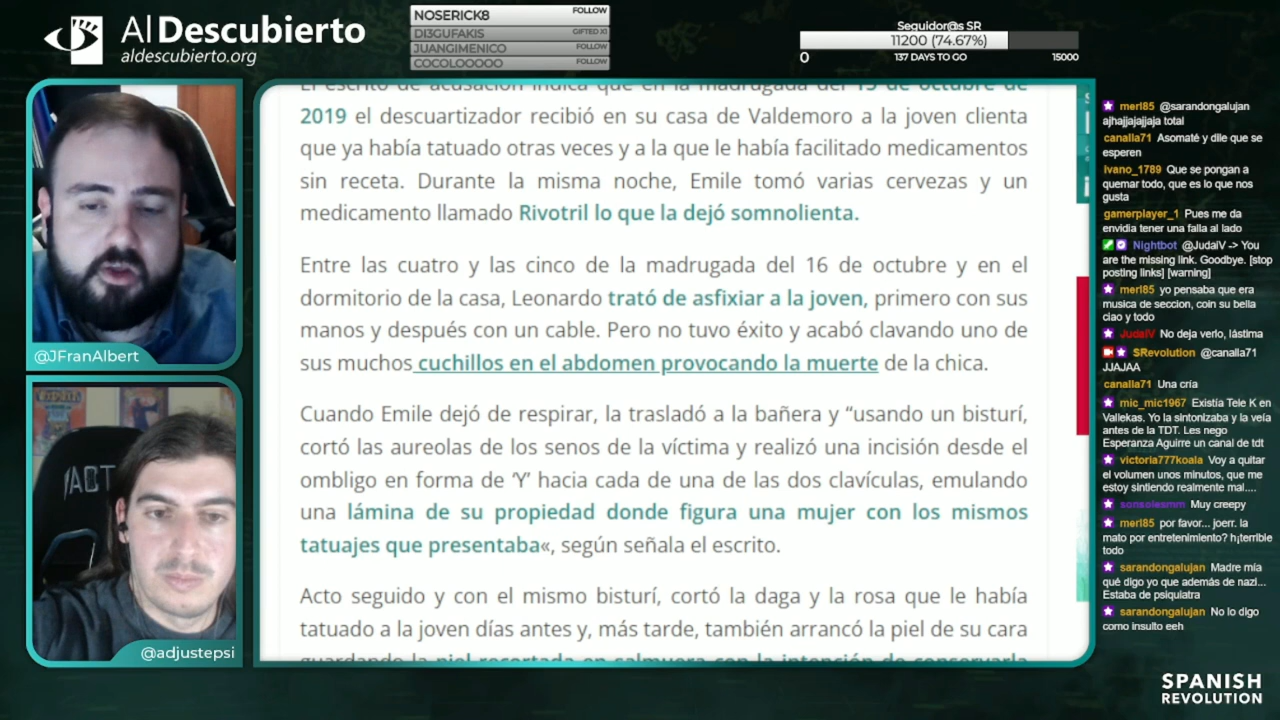 Al Descubierto
aldescubierto.org
NOSERICK8 FOLLOW
DI3GUFAKIS GIFTED X1
JUANGIMENICO FOLLOW
COCOLOOOOO FOLLOW
Seguidor@s SR
11200 (74.67%)
0 137 DAYS TO GO 15000
@JFranAlbert
@adjustepsi
El escrito de acusación indica que en la madrugada del 15 de octubre de
2019 el descuartizador recibió en su casa de Valdemoro a la joven clienta
que ya había tatuado otras veces y a la que le había facilitado medicamentos
sin receta. Durante la misma noche, Emile tomó varias cervezas y un
medicamento llamado Rivotril lo que la dejó somnolienta.
Entre las cuatro y las cinco de la madrugada del 16 de octubre y en el
dormitorio de la casa, Leonardo trató de asfixiar a la joven, primero con sus
manos y después con un cable. Pero no tuvo éxito y acabó clavando uno de
sus muchos cuchillos en el abdomen provocando la muerte de la chica.
Cuando Emile dejó de respirar, la trasladó a la bañera y “usando un bisturí,
cortó las aureolas de los senos de la víctima y realizó una incisión desde el
ombligo en forma de ‘Y’ hacia cada de una de las dos clavículas, emulando
una lámina de su propiedad donde figura una mujer con los mismos
tatuajes que presentaba«, según señala el escrito.
Acto seguido y con el mismo bisturí, cortó la daga y la rosa que le había
tatuado a la joven días antes y, más tarde, también arrancó la piel de su cara
guardando la piel recortada en salmuera con la intención de conservarla
merl85 @sarandongalujan
ajhajjajajjaja total
canalla71 Asomaté y dile que se
esperen
ivano_1789 Que se pongan a
quemar todo, que es lo que nos
gusta
gamerplayer_1 Pues me da
envidia tener una falla al lado
Nightbot @JudaiV -> You
are the missing link. Goodbye. [stop
posting links] [warning]
merl85 yo pensaba que era
musica de seccion, coin su bella
ciao y todo
JudaiV No deja verlo, lástima
SRevolution @canalla71
JJAJAA
canalla71 Una cría
mic_mic1967 Existía Tele K en
Vallekas. Yo la sintonizaba y la veía
antes de la TDT. Les nego
Esperanza Aguirre un canal de tdt
victoria777koala Voy a quitar
el volumen unos minutos, que me
estoy sintiendo realmente mal....
sonsolesmm Muy creepy
merl85 por favor... joerr. la
mato por entretenimiento? h¡terrible
todo
sarandongalujan Madre mía
qué digo yo que además de nazi...
Estaba de psiquiatra
sarandongalujan No lo digo
como insulto eeh
SPANISH
REVOLUTION